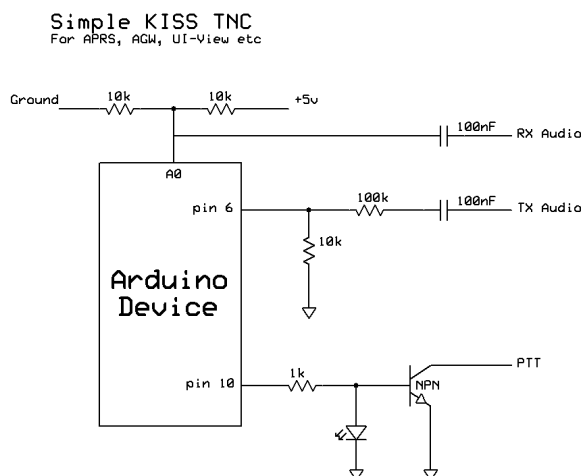 Simple KISS TNC
For APRS, AGW, UI-View etc
Ground
10k
10k
+5v
100nF
RX Audio
A0
pin 6
100k
100nF
TX Audio
10k
Arduino
Device
pin 10
1k
NPN
PTT